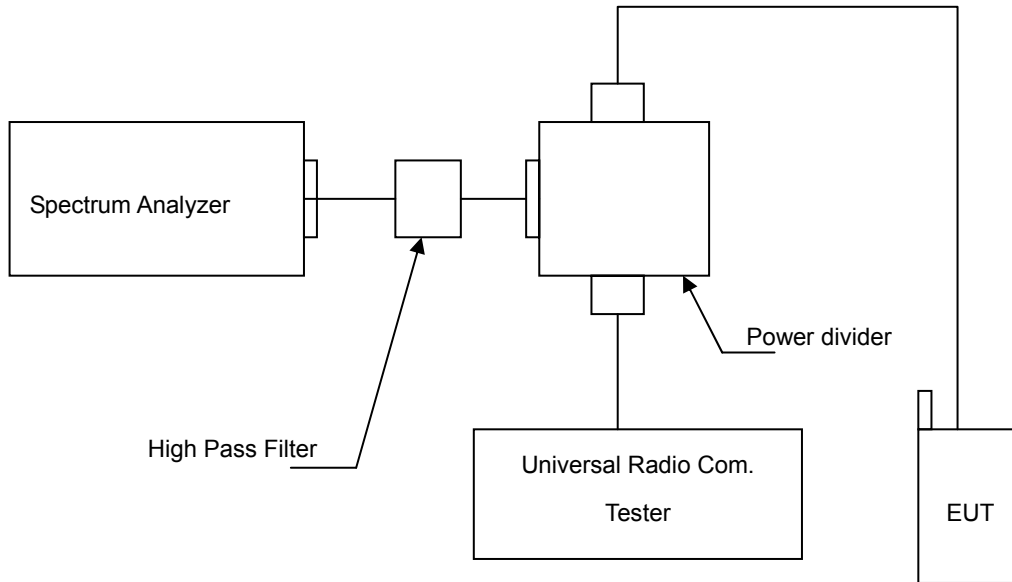 Spectrum Analyzer
Power divider
High Pass Filter
Universal Radio Com.
Tester
EUT